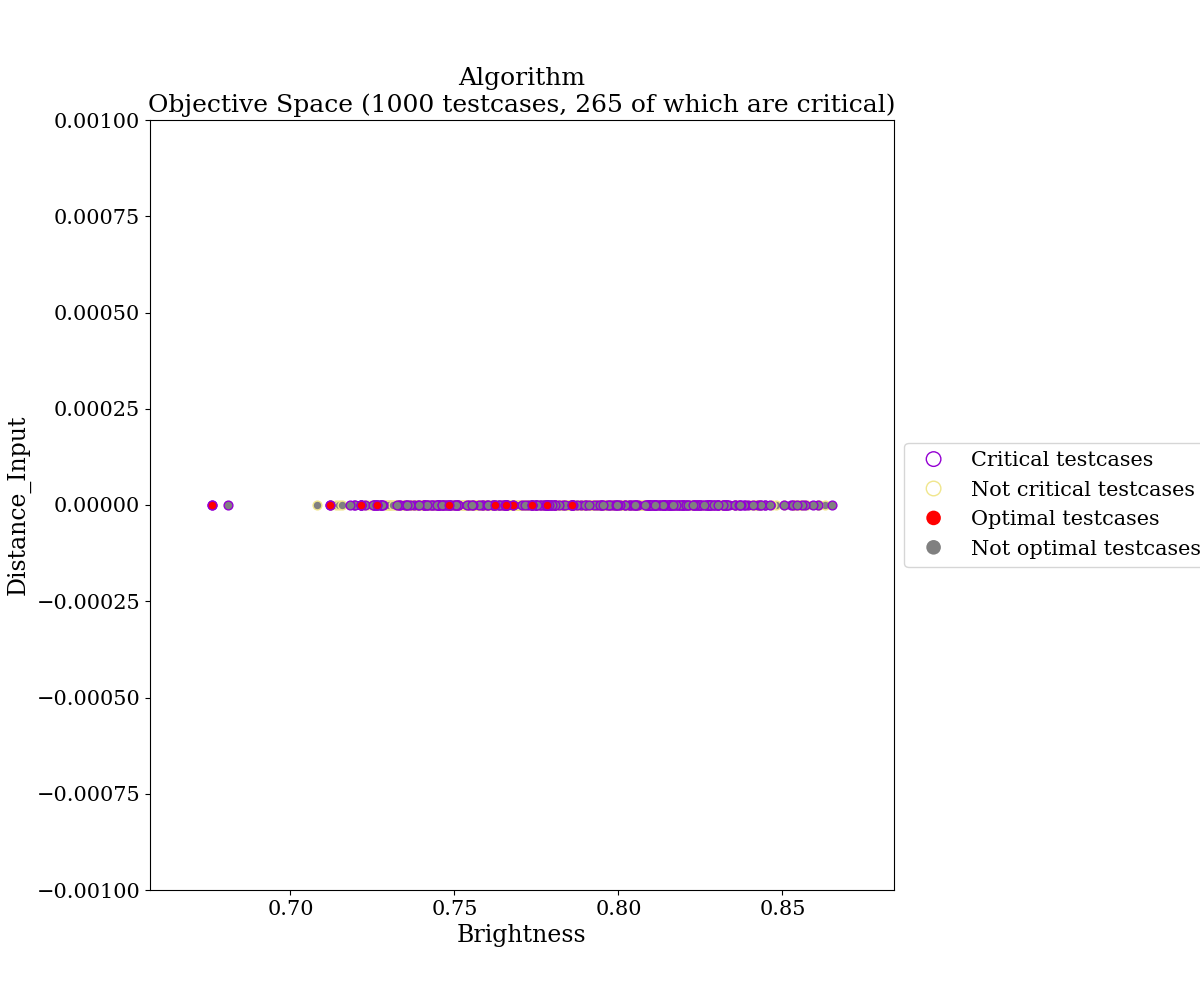 Algorithm
Objective Space (1000 testcases, 265 of which are critical)
0.00100
0.00075
0.00050
0.00025
0.00000
−0.00025
−0.00050
−0.00075
−0.00100
Distance_Input
0.70
0.75
0.80
0.85
Brightness
Critical testcases
Not critical testcases
Optimal testcases
Not optimal testcases